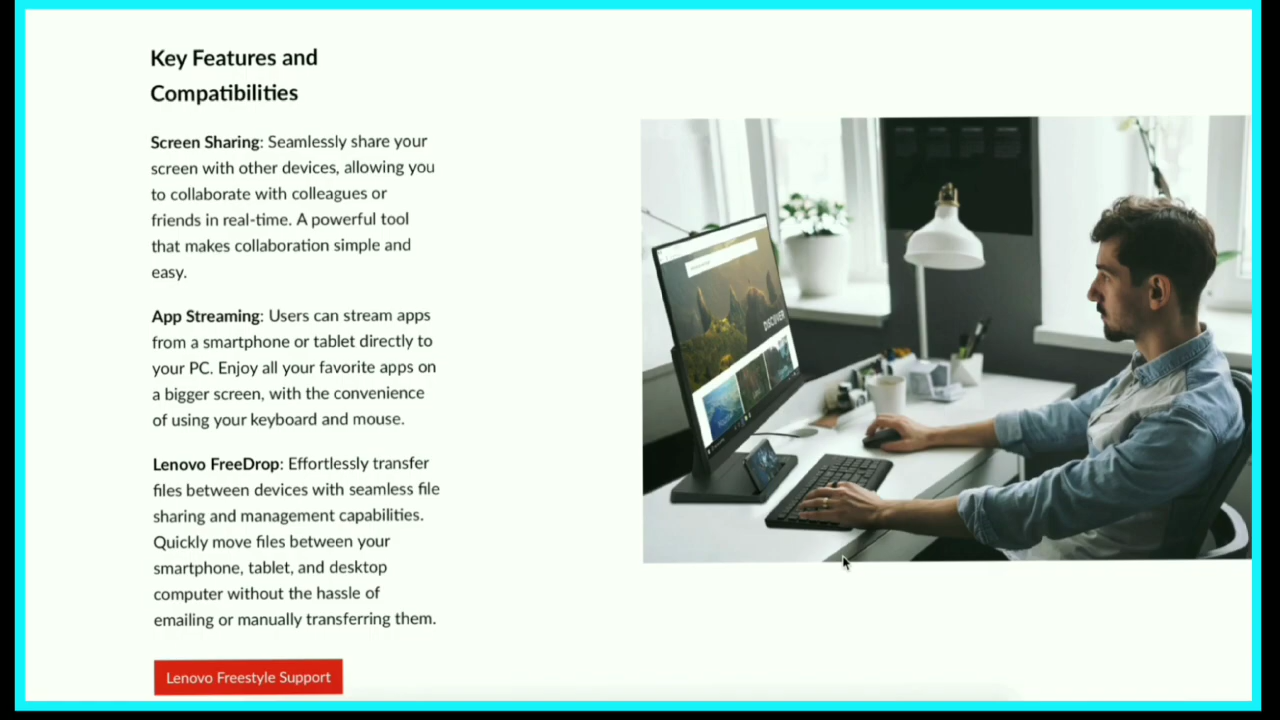 Key Features and
Compatibilities
Screen Sharing: Seamlessly share your
screen with other devices, allowing you
to collaborate with colleagues or
friends in real-time. A powerful tool
that makes collaboration simple and
easy.
App Streaming: Users can stream apps
from a smartphone or tablet directly to
your PC. Enjoy all your favorite apps on
a bigger screen, with the convenience
of using your keyboard and mouse.
Lenovo FreeDrop: Effortlessly transfer
files between devices with seamless file
sharing and management capabilities.
Quickly move files between your
smartphone, tablet, and desktop
computer without the hassle of
emailing or manually transferring them.
Lenovo Freestyle Support
DISCOVER